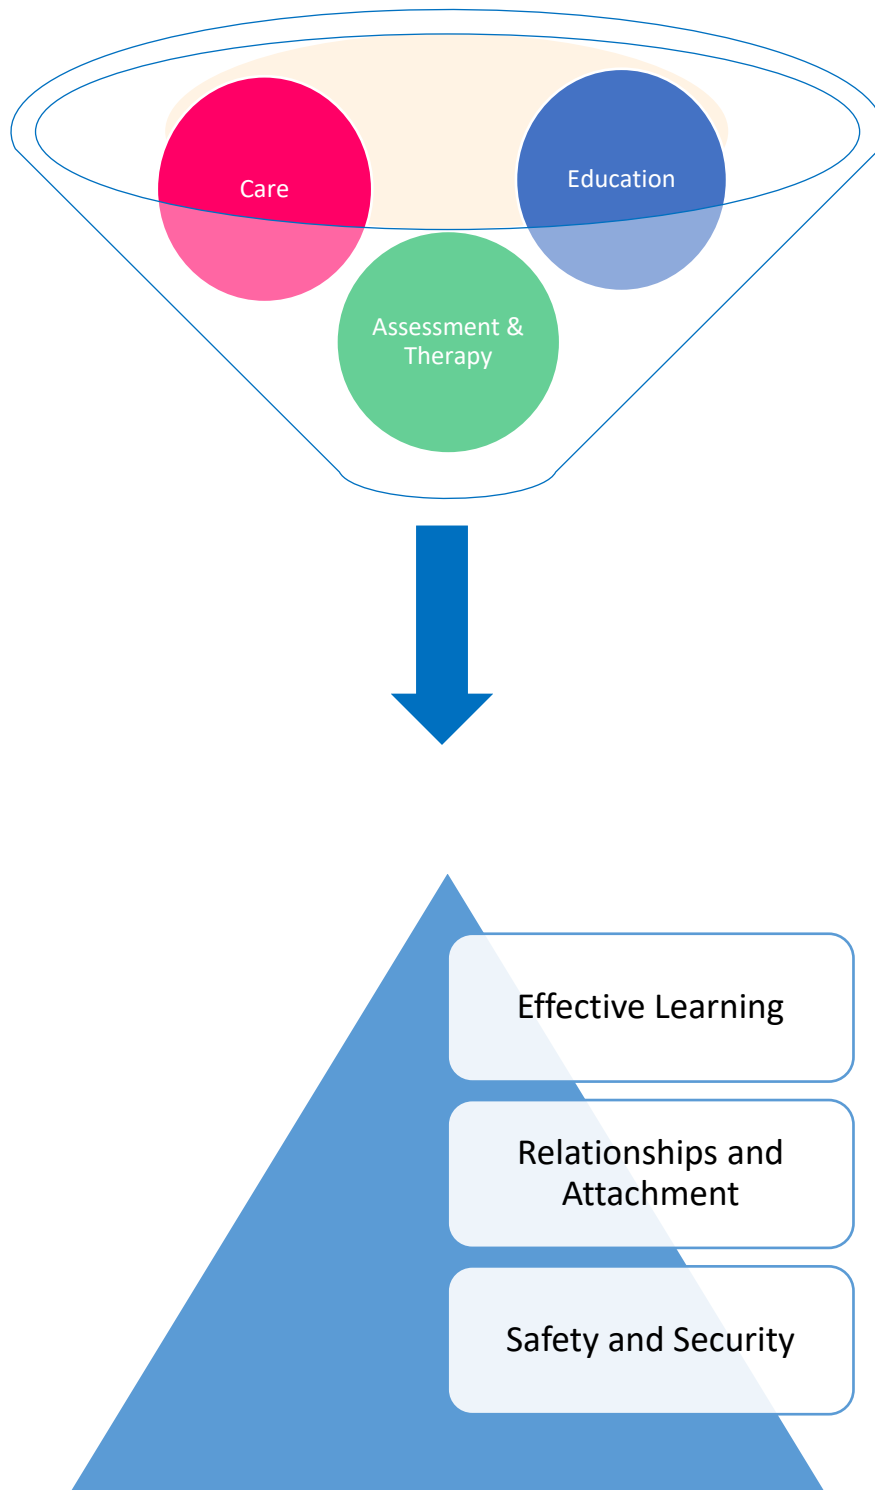 Care
Education
Assessment &
Therapy
Effective Learning
Relationships and
Attachment
Safety and Security